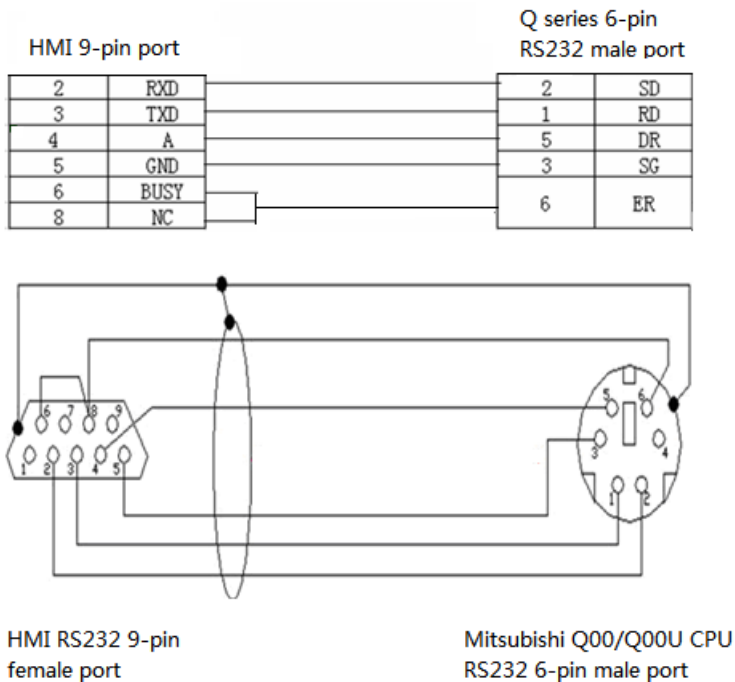 Q series 6-pin
HMI 9-pin port
RS232 male port
2 RXD 2 SD
3 TXD 1 RD
4 A 5 DR
5 GND 3 SG
6 BUSY
6 ER
8 NC
5 6
6 7 8 9
3 4
1 2 3 4 5
1 2
HMI RS232 9-pin
female port
Mitsubishi Q00/Q00U CPU
RS232 6-pin male port